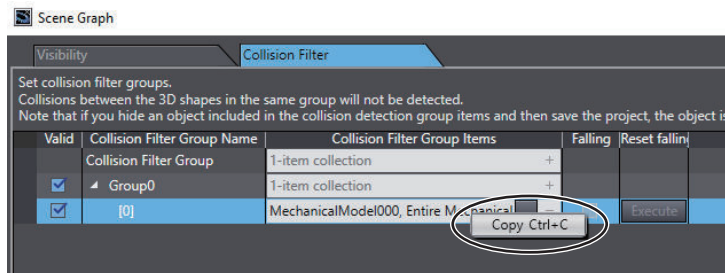 Scene Graph
Visibility
Collision Filter
Set collision filter groups.
Collisions between the 3D shapes in the same group will not be detected.
Note that if you hide an object included in the collision detection group items and then save the project, the object is
Valid Collision Filter Group Name Collision Filter Group Items Falling Reset fallin
Collision Filter Group 1-item collection +
Group0 1-item collection +
[0] MechanicalModel000, Entire Mechanical Execute
Copy Ctrl+C